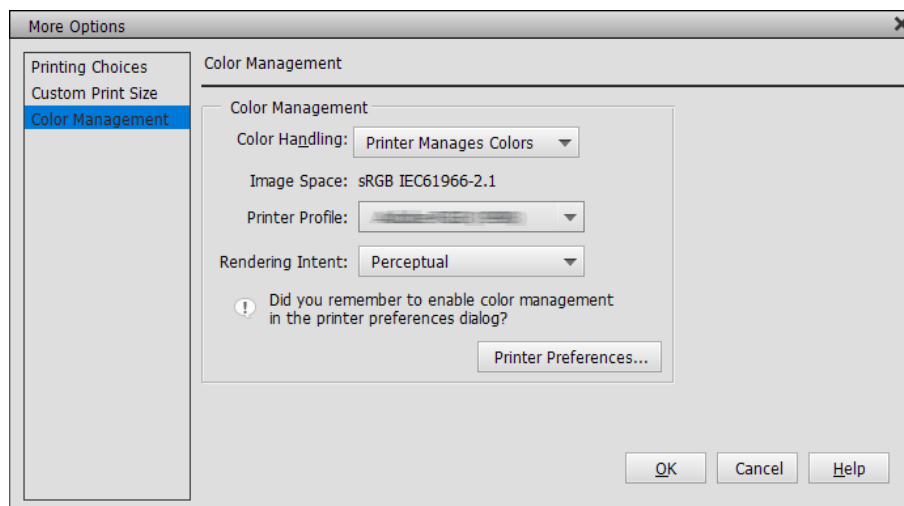 More Options
Printing Choices
Custom Print Size
Color Management
Color Management
Color Management
Color Handling: Printer Manages Colors
Image Space: sRGB IEC61966-2.1
Printer Profile:
Rendering Intent: Perceptual
Did you remember to enable color management
in the printer preferences dialog?
Printer Preferences...
OK Cancel Help